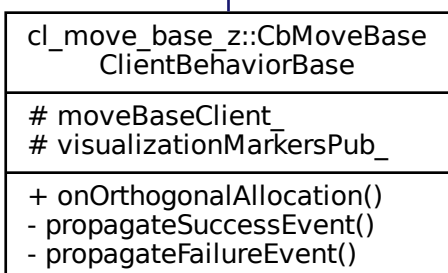 cl_move_base_z::CbMoveBase
ClientBehaviorBase
# moveBaseClient_
# visualizationMarkersPub_
+ onOrthogonalAllocation()
- propagateSuccessEvent()
- propagateFailureEvent()